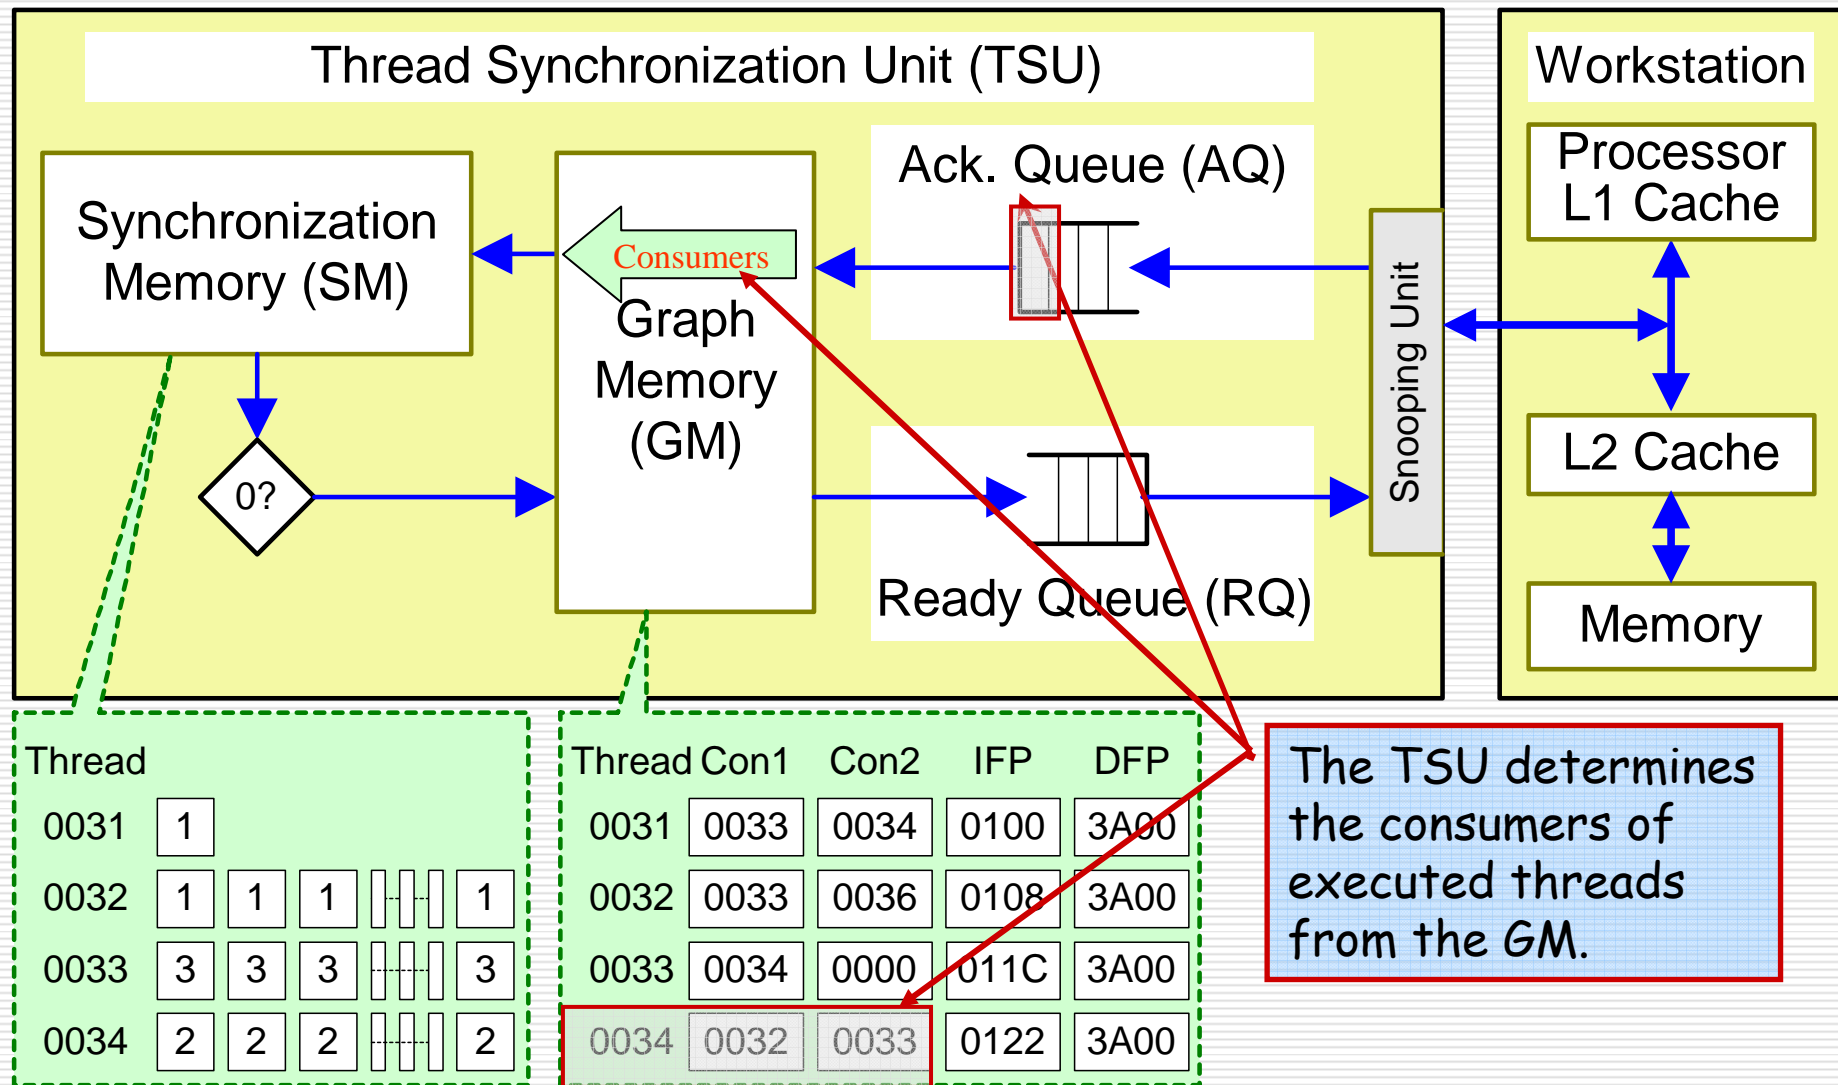 Thread Synchronization Unit (TSU)
Workstation
Synchronization
Memory (SM)
0?
Consumers
Graph
Memory
(GM)
Ack. Queue (AQ)
Ready Queue (RQ)
Snooping Unit
Processor
L1 Cache
L2 Cache
Memory
Thread
0031 1
0032 1 1 1 1
0033 3 3 3 3
0034 2 2 2 2
Thread Con1 Con2 IFP DFP
0031 0033 0034 0100 3A00
0032 0033 0036 0108 3A00
0033 0034 0000 011C 3A00
0034 0032 0033 0122 3A00
The TSU determines
the consumers of
executed threads
from the GM.